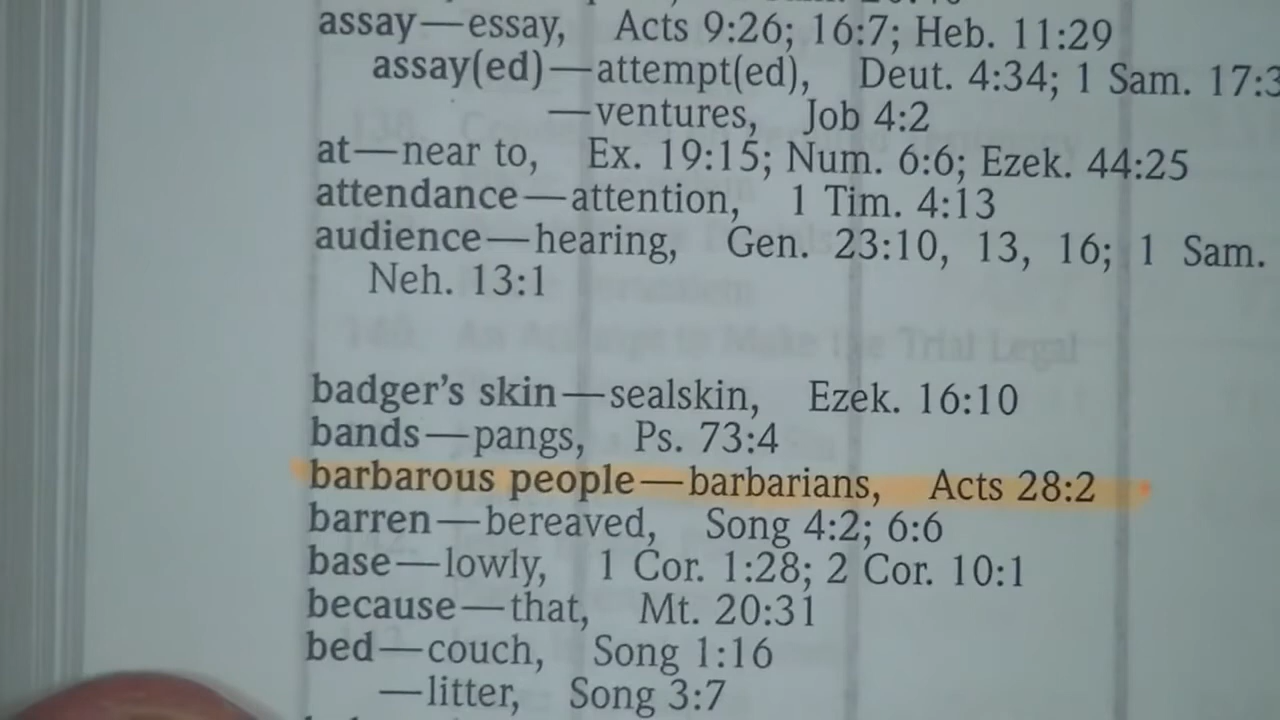 assay—essay, Acts 9:26; 16:7; Heb. 11:29
assay(ed)—attempt(ed), Deut. 4:34; 1 Sam.
—ventures, Job 4:2
at—near to, Ex. 19:15; Num. 6:6; Ezek. 44:25
attendance—attention, 1 Tim. 4:13
audience—hearing, Gen. 23:10, 13, 16; 1 Sam.
Neh. 13:1
badger's skin—sealskin, Ezek. 16:10
bands—pangs, Ps. 73:4
barbarous people—barbarians, Acts 28:2
barren—bereaved, Song 4:2; 6:6
base—lowly, 1 Cor. 1:28; 2 Cor. 10:1
because—that, Mt. 20:31
bed—couch, Song 1:16
—litter, Song 3:7